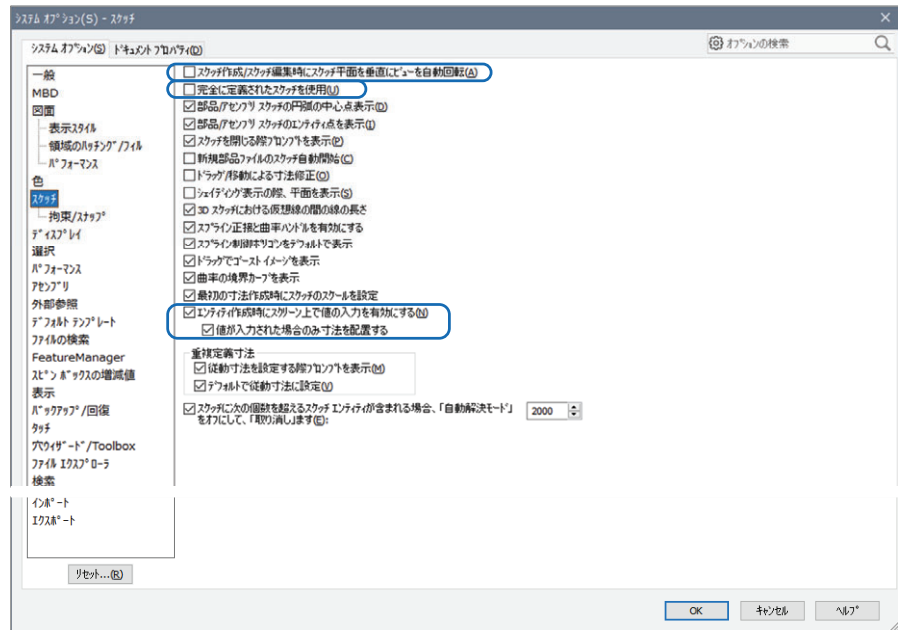 システム オプション(S) - スケッチ
システム オプション(S) ドキュメント プロパティ(D)
オプションの検索
一般
MBD
図面
表示スタイル
領域のハッチング/フィル
パフォーマンス
色
スケッチ
拘束/スナップ
ディスプレイ
選択
パフォーマンス
アセンブリ
外部参照
デフォルト テンプレート
ファイルの検索
FeatureManager
スピン ボックスの増減値
表示
バックアップ/回復
タッチ
穴ウィザード/Toolbox
ファイル エクスプローラ
検索
インポート
エクスポート
リセット...(R)
スケッチ作成/スケッチ編集時にスケッチ平面を垂直にビューを自動回転(A)
完全に定義されたスケッチを使用(U)
部品/アセンブリ スケッチの円弧の中心点表示(D)
部品/アセンブリ スケッチのエンティティ点を表示(I)
スケッチを閉じる際プロンプトを表示(P)
新規部品ファイルのスケッチ自動開始(C)
ドラッグ/移動による寸法修正(O)
シェイディング表示の際、平面を表示(S)
3D スケッチにおける仮想線の間の線の長さ
スプライン正接と曲率ハンドルを有効にする
スプライン制御ポリゴンをデフォルトで表示
ドラッグでゴースト イメージを表示
曲率の境界カーブを表示
最初の寸法作成時にスケッチのスケールを設定
エンティティ作成時にスクリーン上で値の入力を有効にする(N)
値が入力された場合のみ寸法を配置する
重複定義寸法
従動寸法を設定する際プロンプトを表示(M)
デフォルトで従動寸法に設定(V)
スケッチに次の個数を超えるスケッチ エンティティが含まれる場合、「自動解決モード」 2000
をオフにして、「取り消し」ます(E):
OK キャンセル ヘルプ